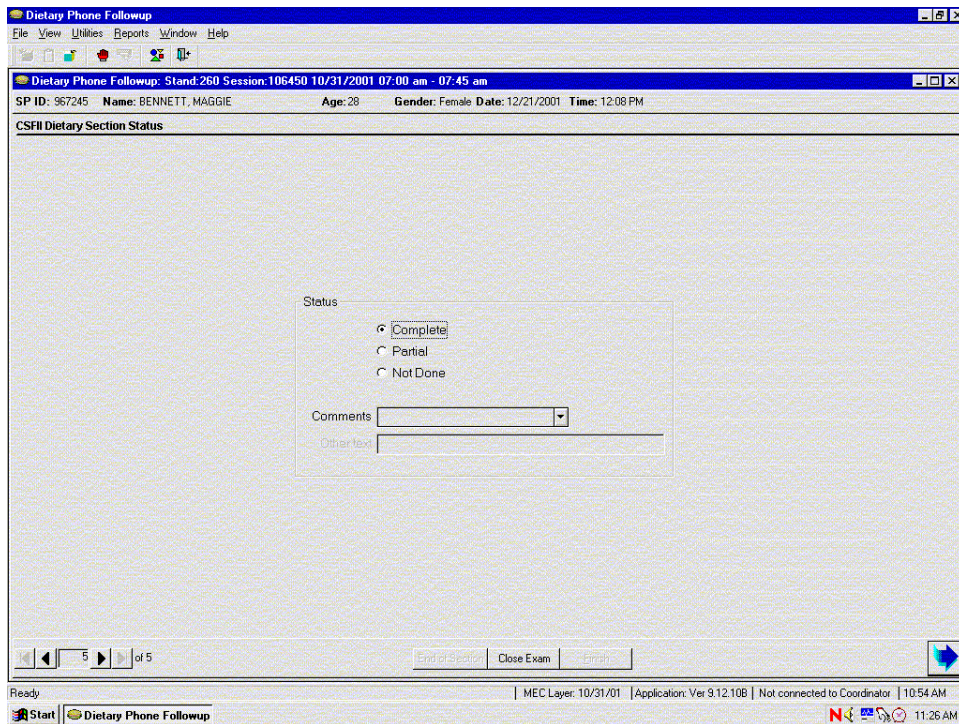 Dietary Phone Followup
File View Utilities Reports Window Help
Dietary Phone Followup: Stand:260 Session:106450 10/31/2001 07:00 am - 07:45 am
SP ID: 967245 Name: BENNETT, MAGGIE Age: 28 Gender: Female Date: 12/21/2001 Time: 12:08 PM
CSFII Dietary Section Status
Status
Complete
Partial
Not Done
Comments
Other text
5 of 5 End of Section Close Exam Finish
Ready MEC Layer: 10/31/01 Application: Ver 9.12.10B Not connected to Coordinator 10:54 AM
Start Dietary Phone Followup N 11:26 AM